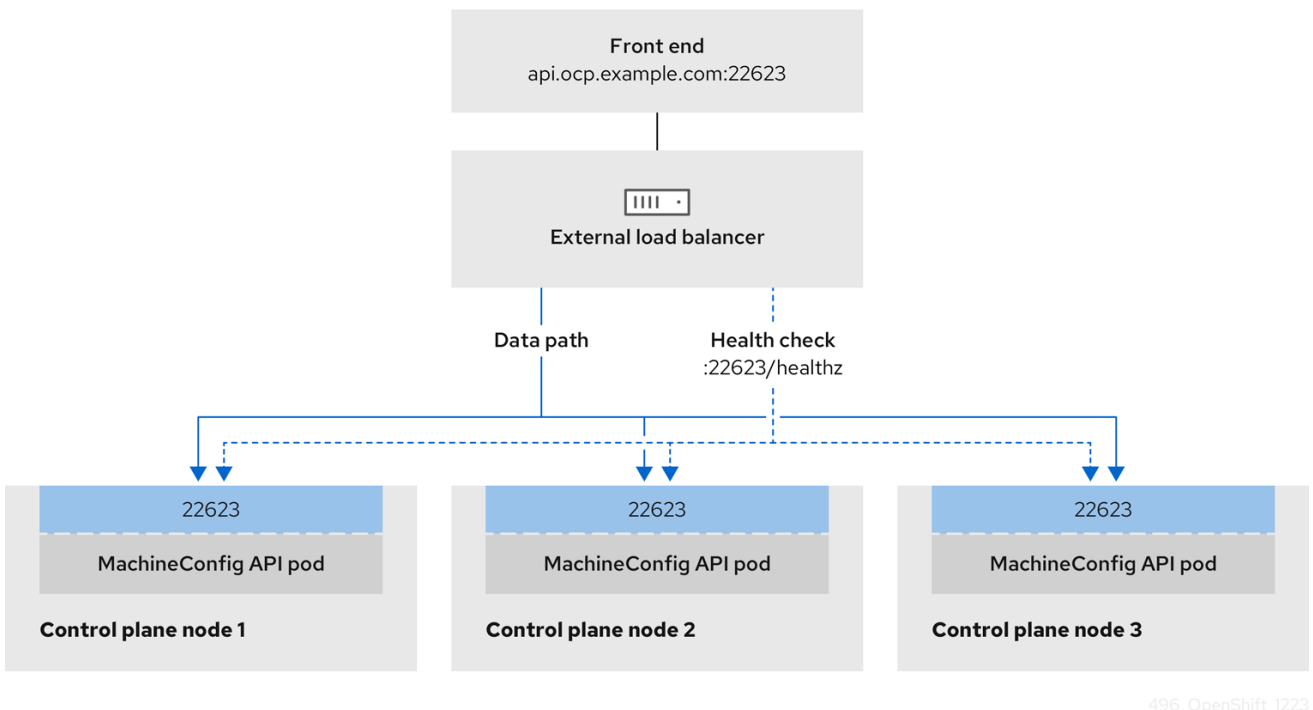 Front end
api.ocp.example.com:22623
External load balancer
Data path
Health check
:22623/healthz
22623
22623
22623
MachineConfig API pod
MachineConfig API pod
MachineConfig API pod
Control plane node 1
Control plane node 2
Control plane node 3
496_OpenShift_1223